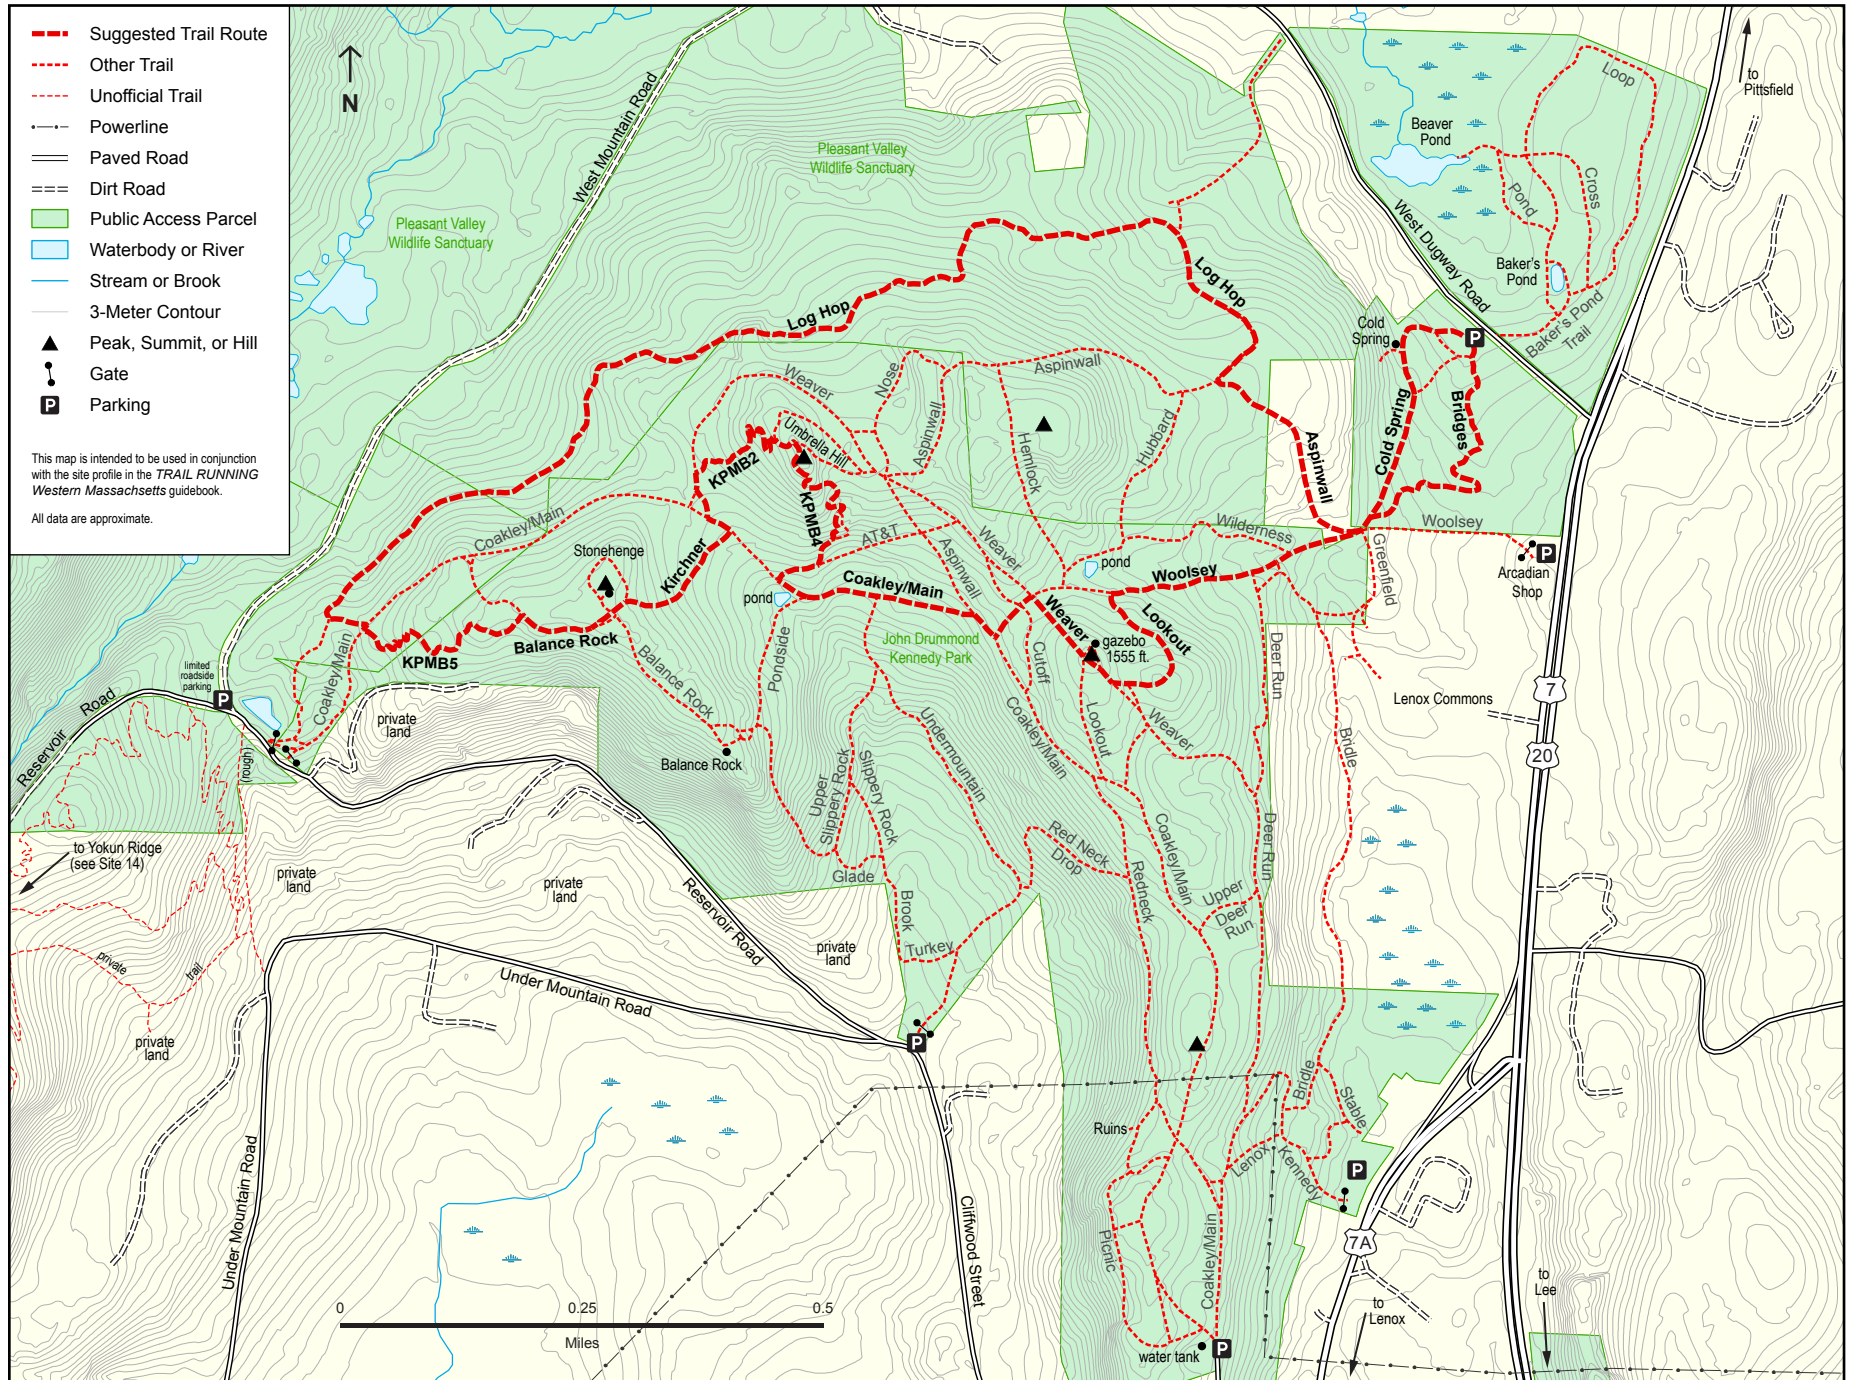 Suggested Trail Route
Other Trail
Unofficial Trail
Powerline
Paved Road
Dirt Road
Public Access Parcel
Waterbody or River
Stream or Brook
3-Meter Contour
Peak, Summit, or Hill
Gate
P
Parking
This map is intended to be used in conjunction
with the site profile in the TRAIL RUNNING
Western Massachsetts guidebook.
All data are approximate.
N
West Mountain Road
Pleasant Valley
Wildlife Sanctuary
Pleasant Valley
Wildlife Sanctuary
Beaver
Pond
Loop
Cross
Pond
to
Pittsfield
West Dugway Road
Baker's
Pond
Baker's Pond
Trail
Log Hop
Log Hop
Cold
Spring
P
Cold Spring
Bridges
Aspinwall
Nose
Weaver
Umbrella Hill
Aspinwall
Hemlock
Hubbard
Aspinwall
KPMB2
KPMB4
Coakley/Main
Stonehenge
Kirchner
AT&T
Aspinwall
Weaver
Wilderness
Woolsey
P
Arcadian
Shop
Greenfield
pond
Woolsey
pond
Coakley/Main
Weaver
Lookout
gazebo
1555 ft.
John Drummond
Kennedy Park
Cutoff
Deer Run
Balance Rock
KPMB5
Balance Rock
Pondside
Coakley/Main
limited
roadside
parking
P
Reservoir
Road
(rough)
private
land
Balance Rock
Undermountain
Coakley/Main
Lookout
Weaver
Bridle
Lenox Commons
7
20
Upper
Slippery Rock
Slippery Rock
Red Neck
Drop
Redneck
Coakley/Main
Deer Run
Upper
Deer
Run
Glade
Brook
Turkey
to Yokun Ridge
(see Site 14)
private
land
private
land
Reservoir Road
private
land
private
trail
private
land
Under Mountain Road
P
Under Mountain Road
Cliffwood Street
Ruins
Bridle
Stable
Lenox
Kennedy
P
Picnic
Coakley/Main
7A
to
Lenox
to
Lee
water tank
P
0
0.25
0.5
Miles